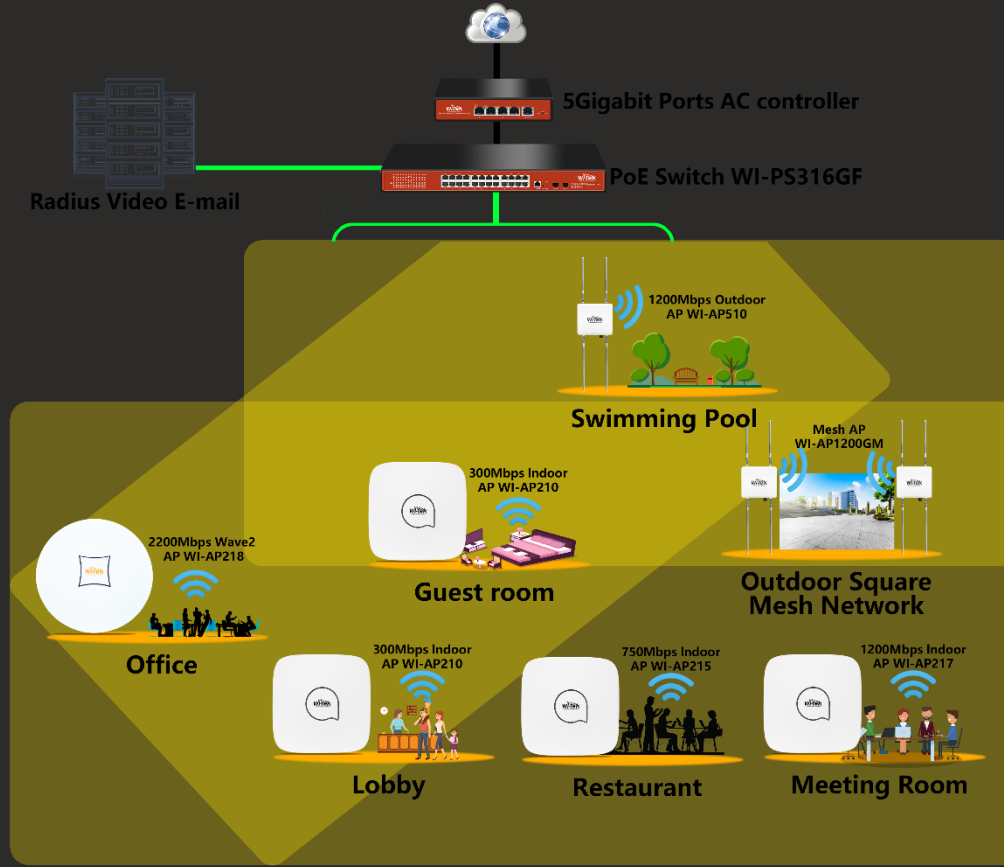 5Gigabit Ports AC controller
PoE Switch WI-PS316GF
Radius Video E-mail
1200Mbps Outdoor
AP WI-AP510
Swimming Pool
Mesh AP
WI-AP1200GM
300Mbps Indoor
AP WI-AP210
2200Mbps Wave2
AP WI-AP218
Guest room
Outdoor Square
Mesh Network
Office
300Mbps Indoor
AP WI-AP210
750Mbps Indoor
AP WI-AP215
1200Mbps Indoor
AP WI-AP217
Lobby
Restaurant
Meeting Room